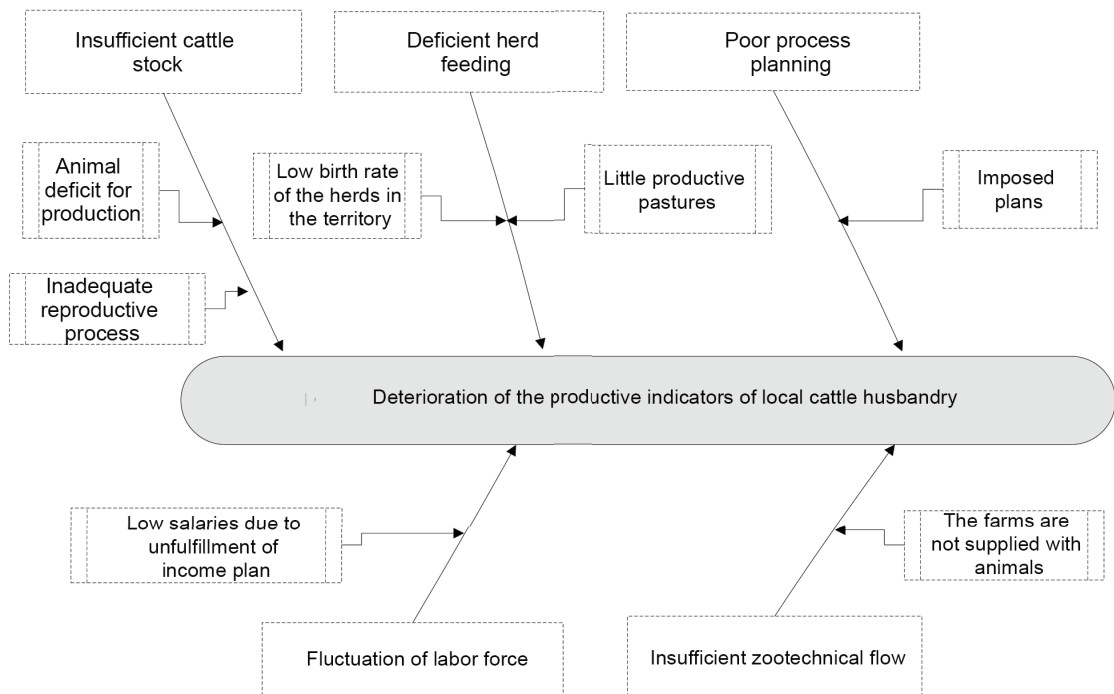 Insufficient cattle
stock
Deficient herd
feeding
Poor process
planning
Animal
deficit for
production
Low birth rate
of the herds in
the territory
Little productive
pastures
Imposed
plans
Inadequate
reproductive
process
Deterioration of the productive indicators of local cattle husbandry
Low salaries due to
unfulfillment of
income plan
The farms are
not supplied with
animals
Fluctuation of labor force
Insufficient zootechnical flow